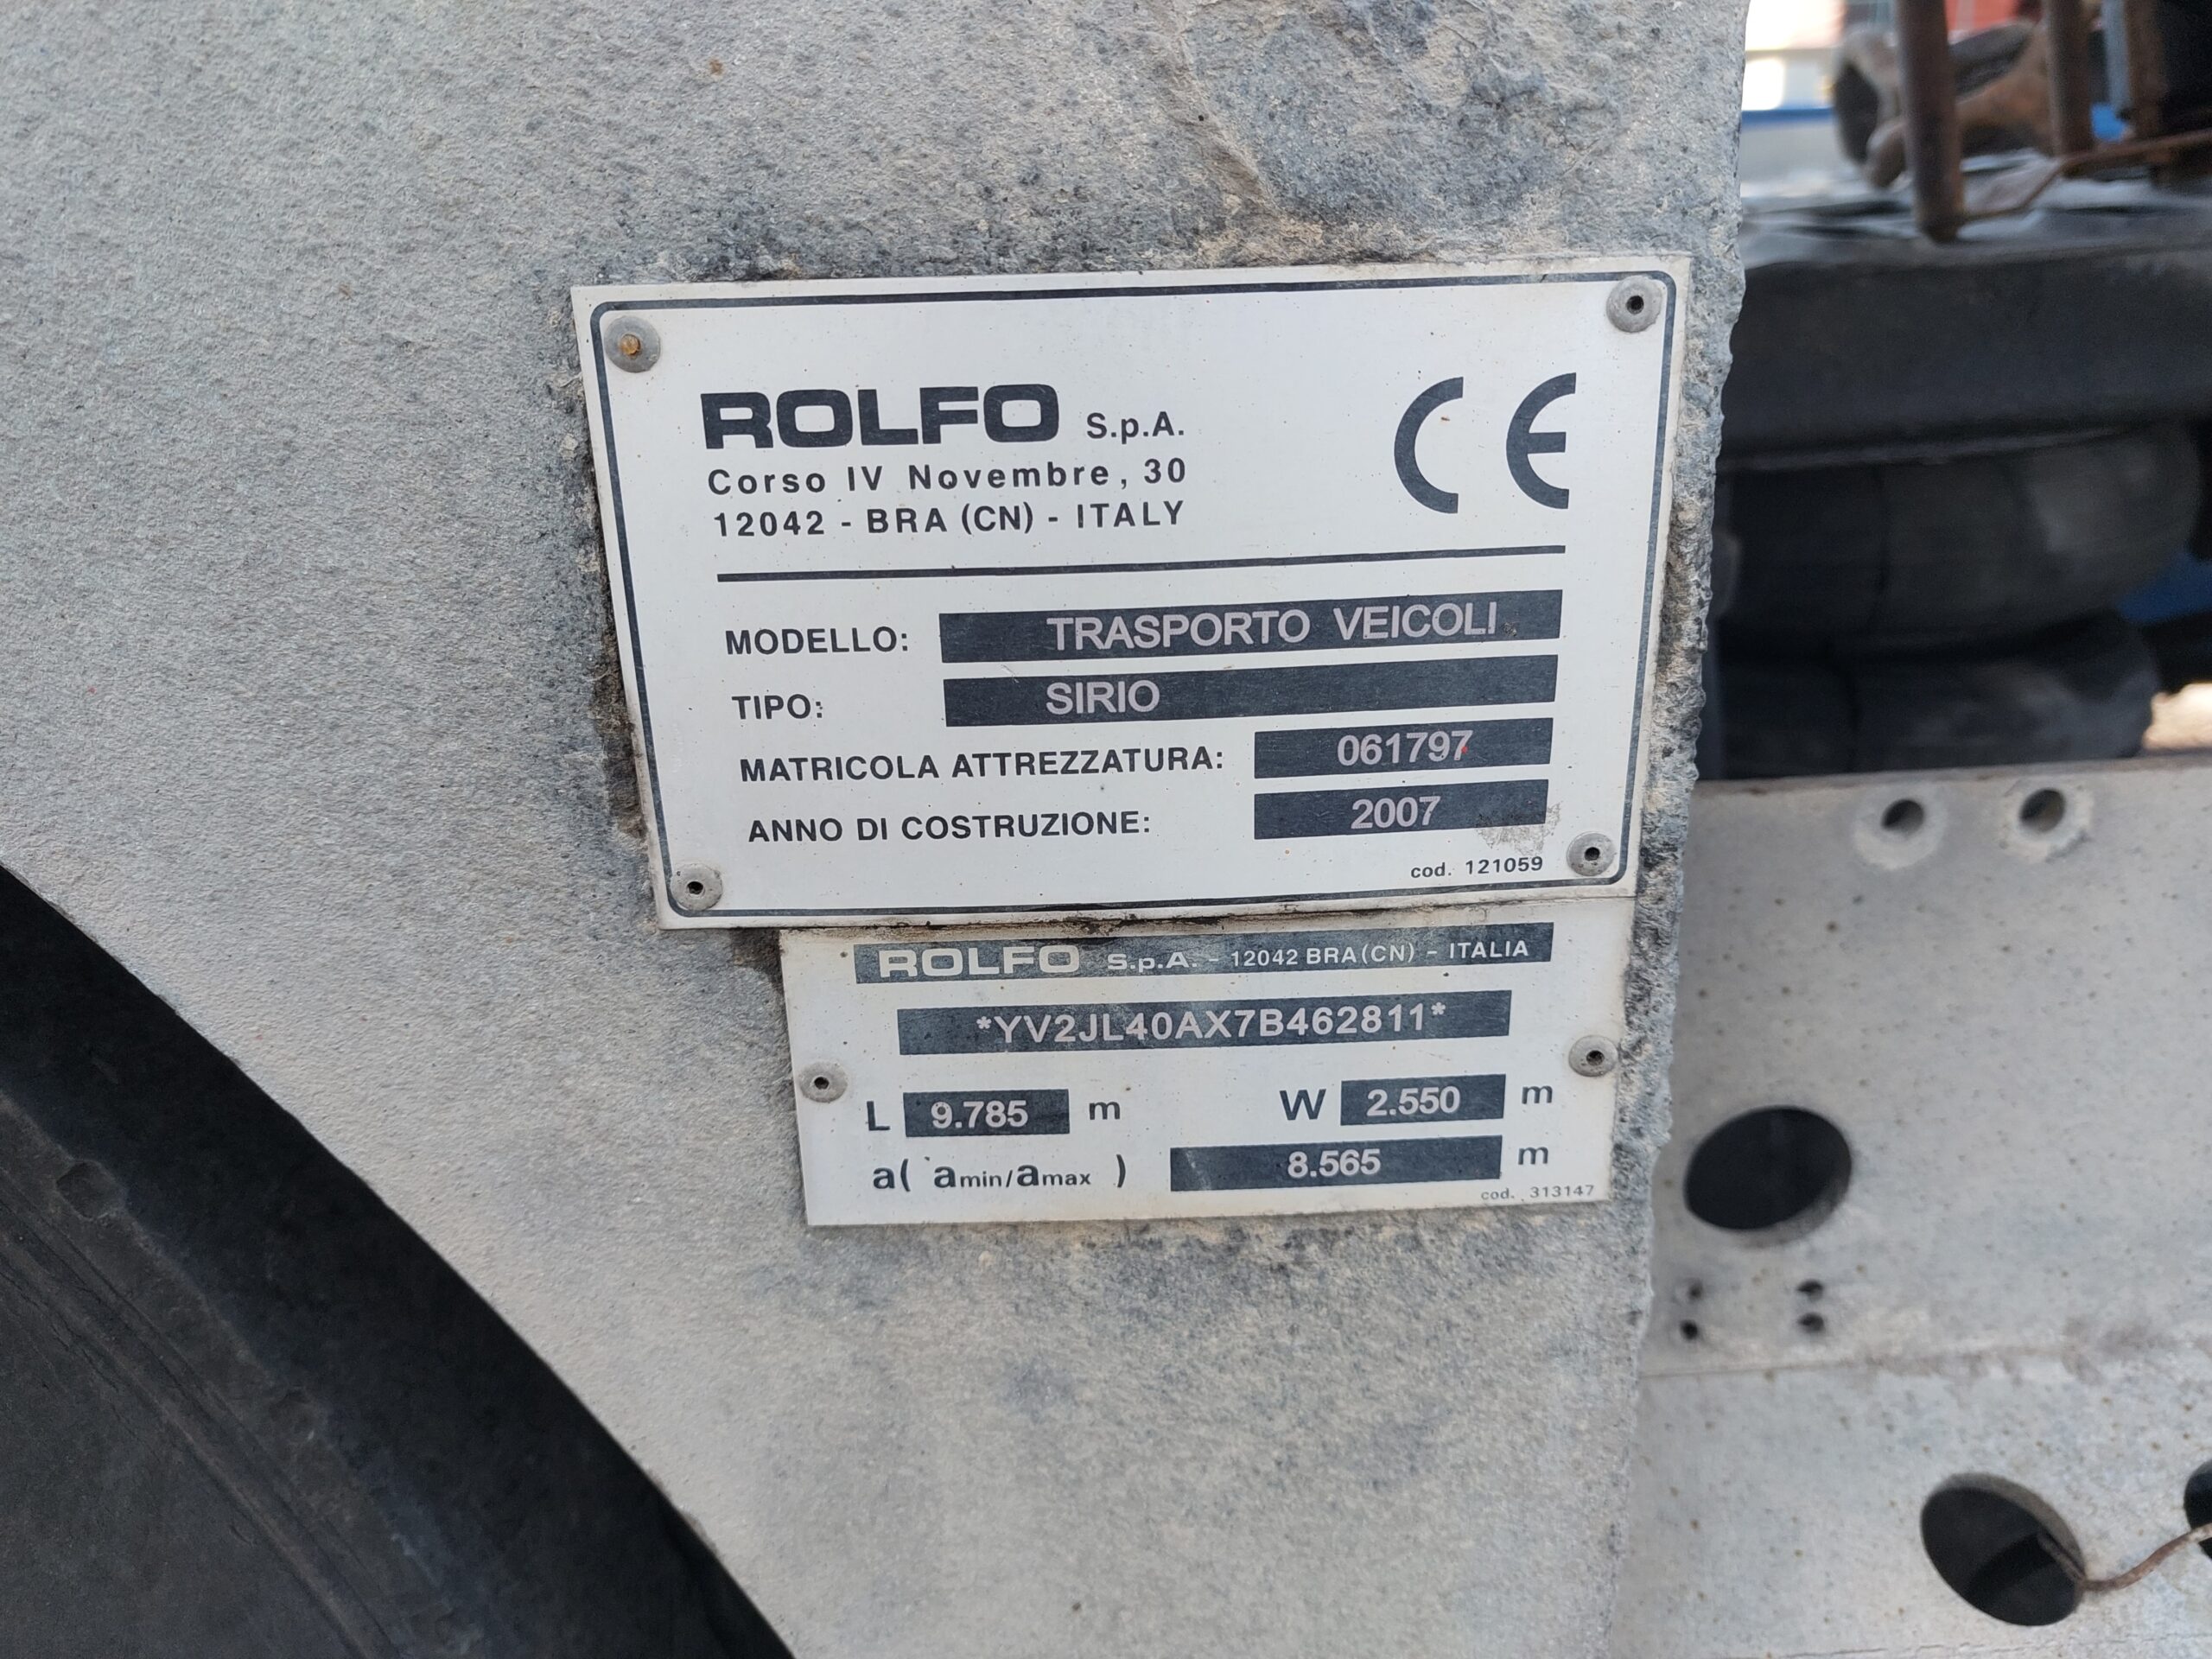 ROLFO S.p.A.
CE
Corso IV Novembre, 30
12042 - BRA (CN) - ITALY
MODELLO: TRASPORTO VEICOLI
TIPO: SIRIO
MATRICOLA ATTREZZATURA: 061797
ANNO DI COSTRUZIONE: 2007
cod. 121059
ROLFO S.p.A. - 12042 BRA (CN) - ITALIA
*YV2JL40AX7B462811*
L 9.785 m W 2.550 m
a( amin/amax ) 8.565 m
cod. 313147